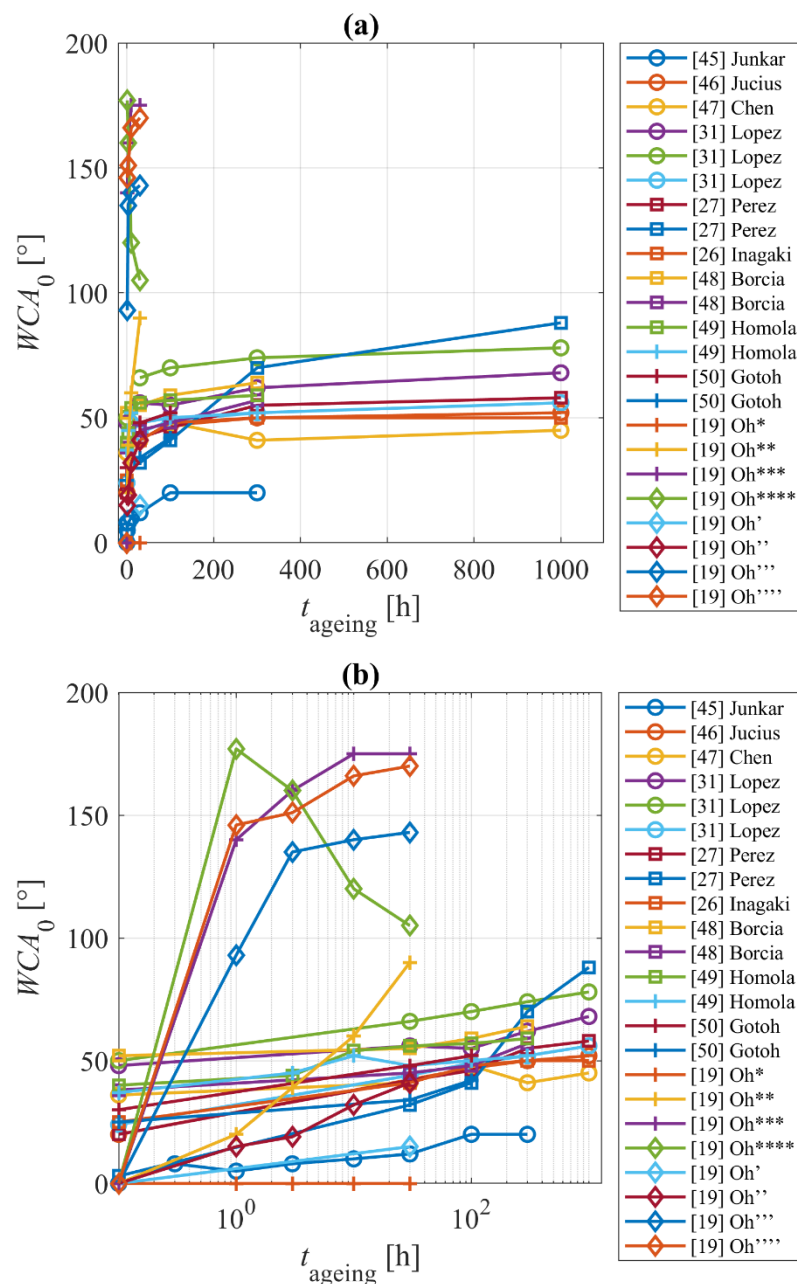 (a)
200
150
100
50
0
WCA0 [°]
0
200
400
600
800
1000
tageing [h]
[45] Junkar
[46] Jucius
[47] Chen
[31] Lopez
[31] Lopez
[31] Lopez
[27] Perez
[27] Perez
[26] Inagaki
[48] Borcia
[48] Borcia
[49] Homola
[49] Homola
[50] Gotoh
[50] Gotoh
[19] Oh*
[19] Oh**
[19] Oh***
[19] Oh****
[19] Oh’
[19] Oh’’
[19] Oh’’’
[19] Oh’’’’
(b)
200
150
100
50
0
WCA0 [°]
10^0
10^2
tageing [h]
[45] Junkar
[46] Jucius
[47] Chen
[31] Lopez
[31] Lopez
[31] Lopez
[27] Perez
[27] Perez
[26] Inagaki
[48] Borcia
[48] Borcia
[49] Homola
[49] Homola
[50] Gotoh
[50] Gotoh
[19] Oh*
[19] Oh**
[19] Oh***
[19] Oh****
[19] Oh’
[19] Oh’’
[19] Oh’’’
[19] Oh’’’’